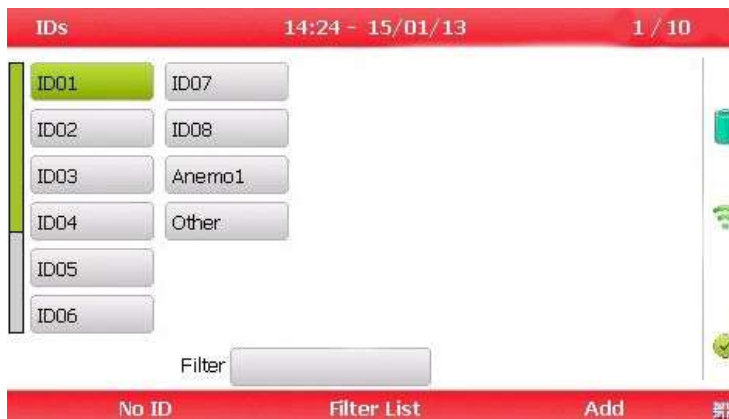 IDs 14:24 - 15/01/13 1 / 10
ID01 ID07
ID02 ID08
ID03 Anemo1
ID04 Other
ID05
ID06
Filter
No ID Filter List Add